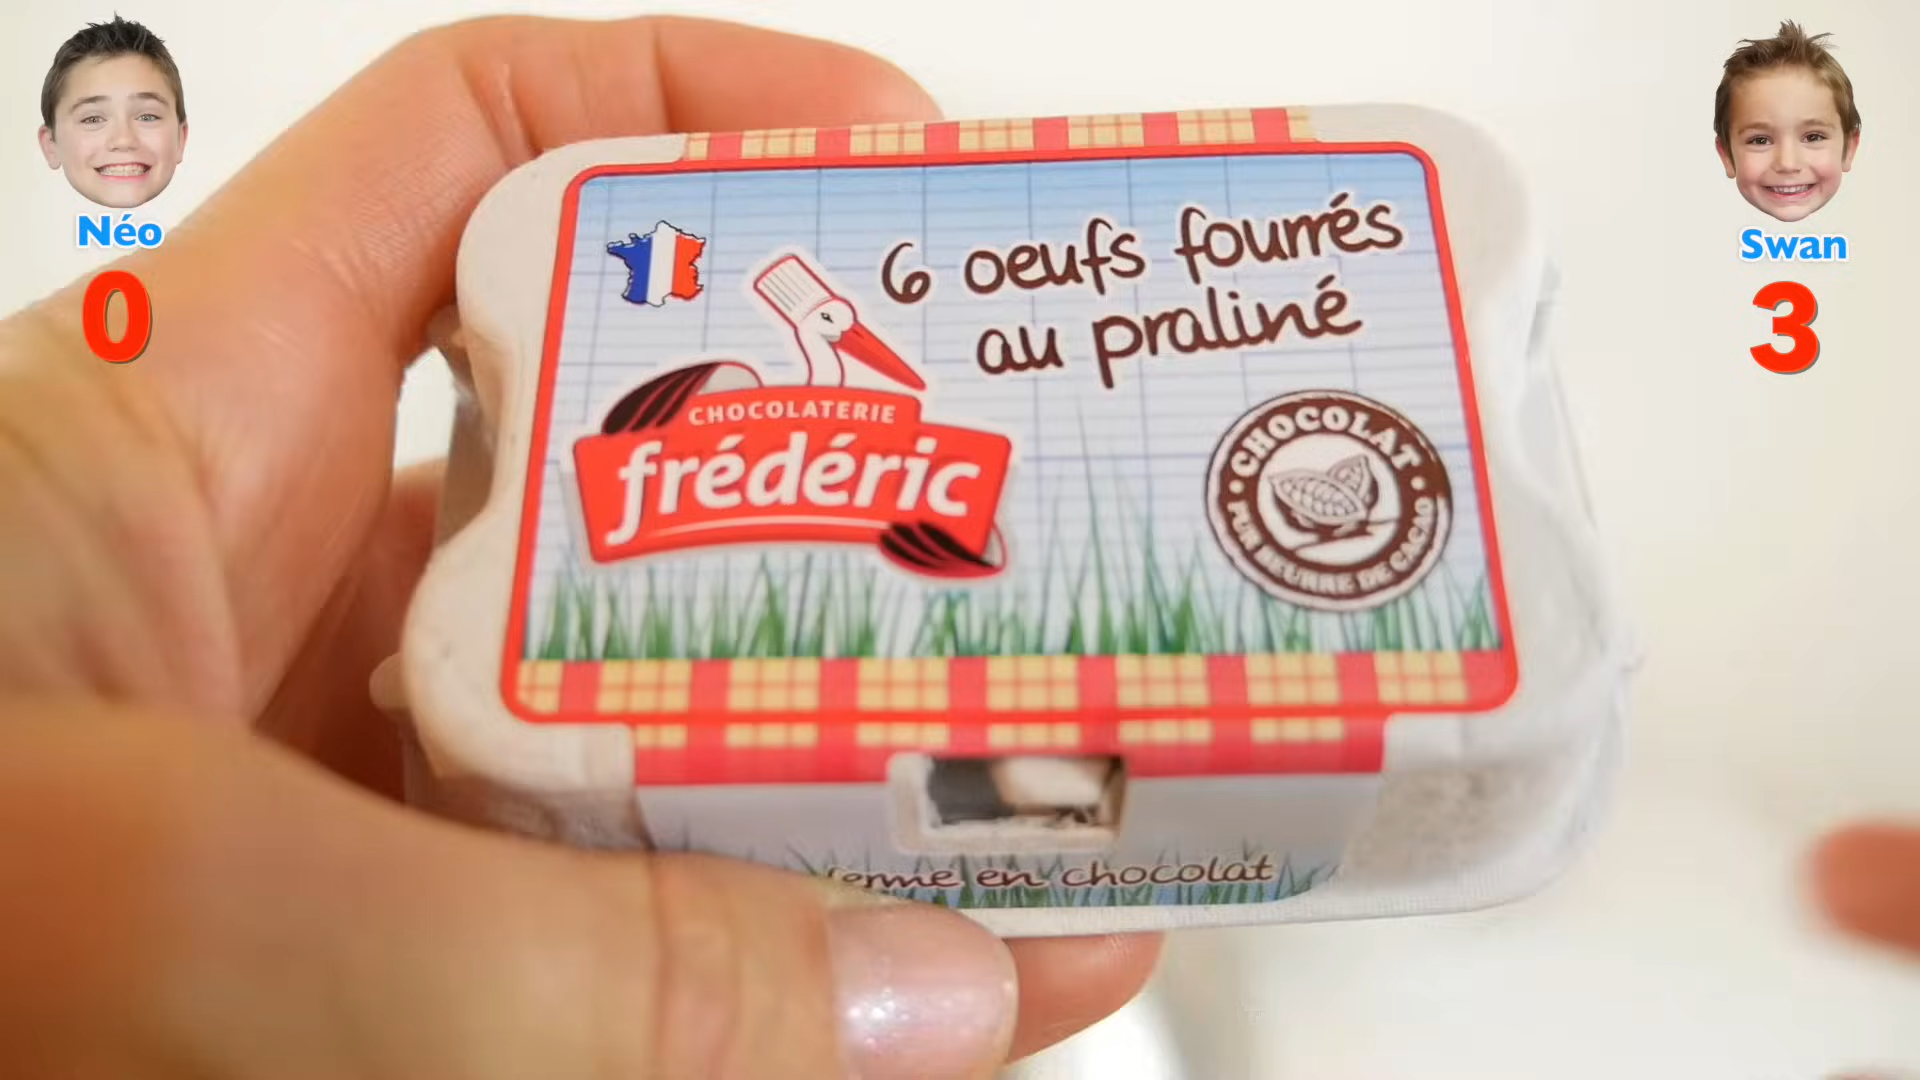 Néo
0
Swan
3
6 oeufs fourrés
au praliné
CHOCOLATERIE
frédéric
CHOCOLAT
PUR BEURRE DE CACAO
en chocolat